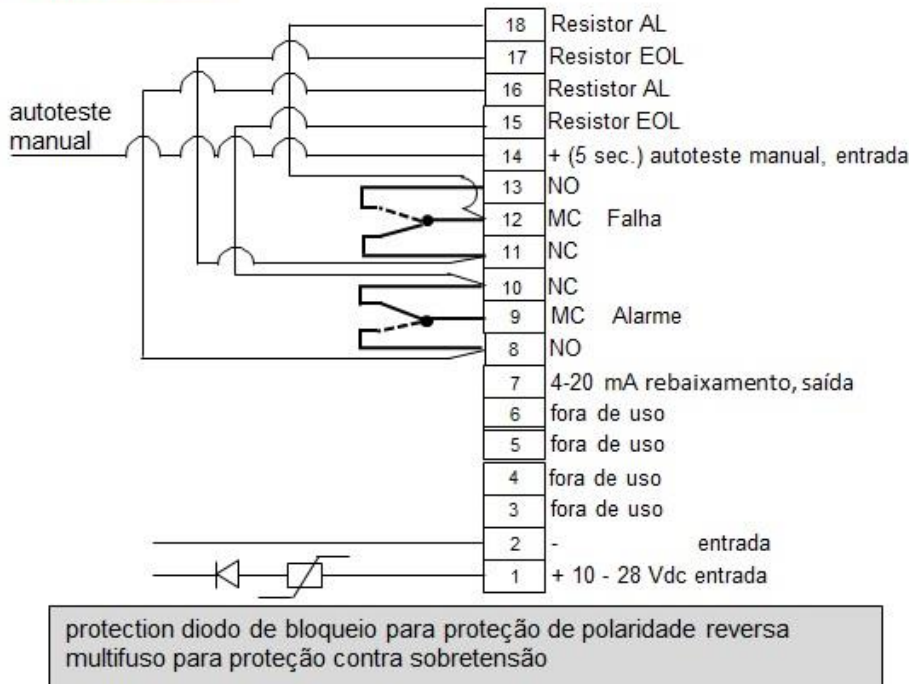 18 Resistor AL
17 Resistor EOL
16 Restistor AL
15 Resistor EOL
autoteste
manual
14 + (5 sec.) autoteste manual, entrada
13 NO
12 MC Falha
11 NC
10 NC
9 MC Alarme
8 NO
7 4-20 mA rebaixamento, saída
6 fora de uso
5 fora de uso
4 fora de uso
3 fora de uso
2 - entrada
1 + 10 - 28 Vdc entrada
protection diodo de bloqueio para proteção de polaridade reversa
multifuso para proteção contra sobretensão